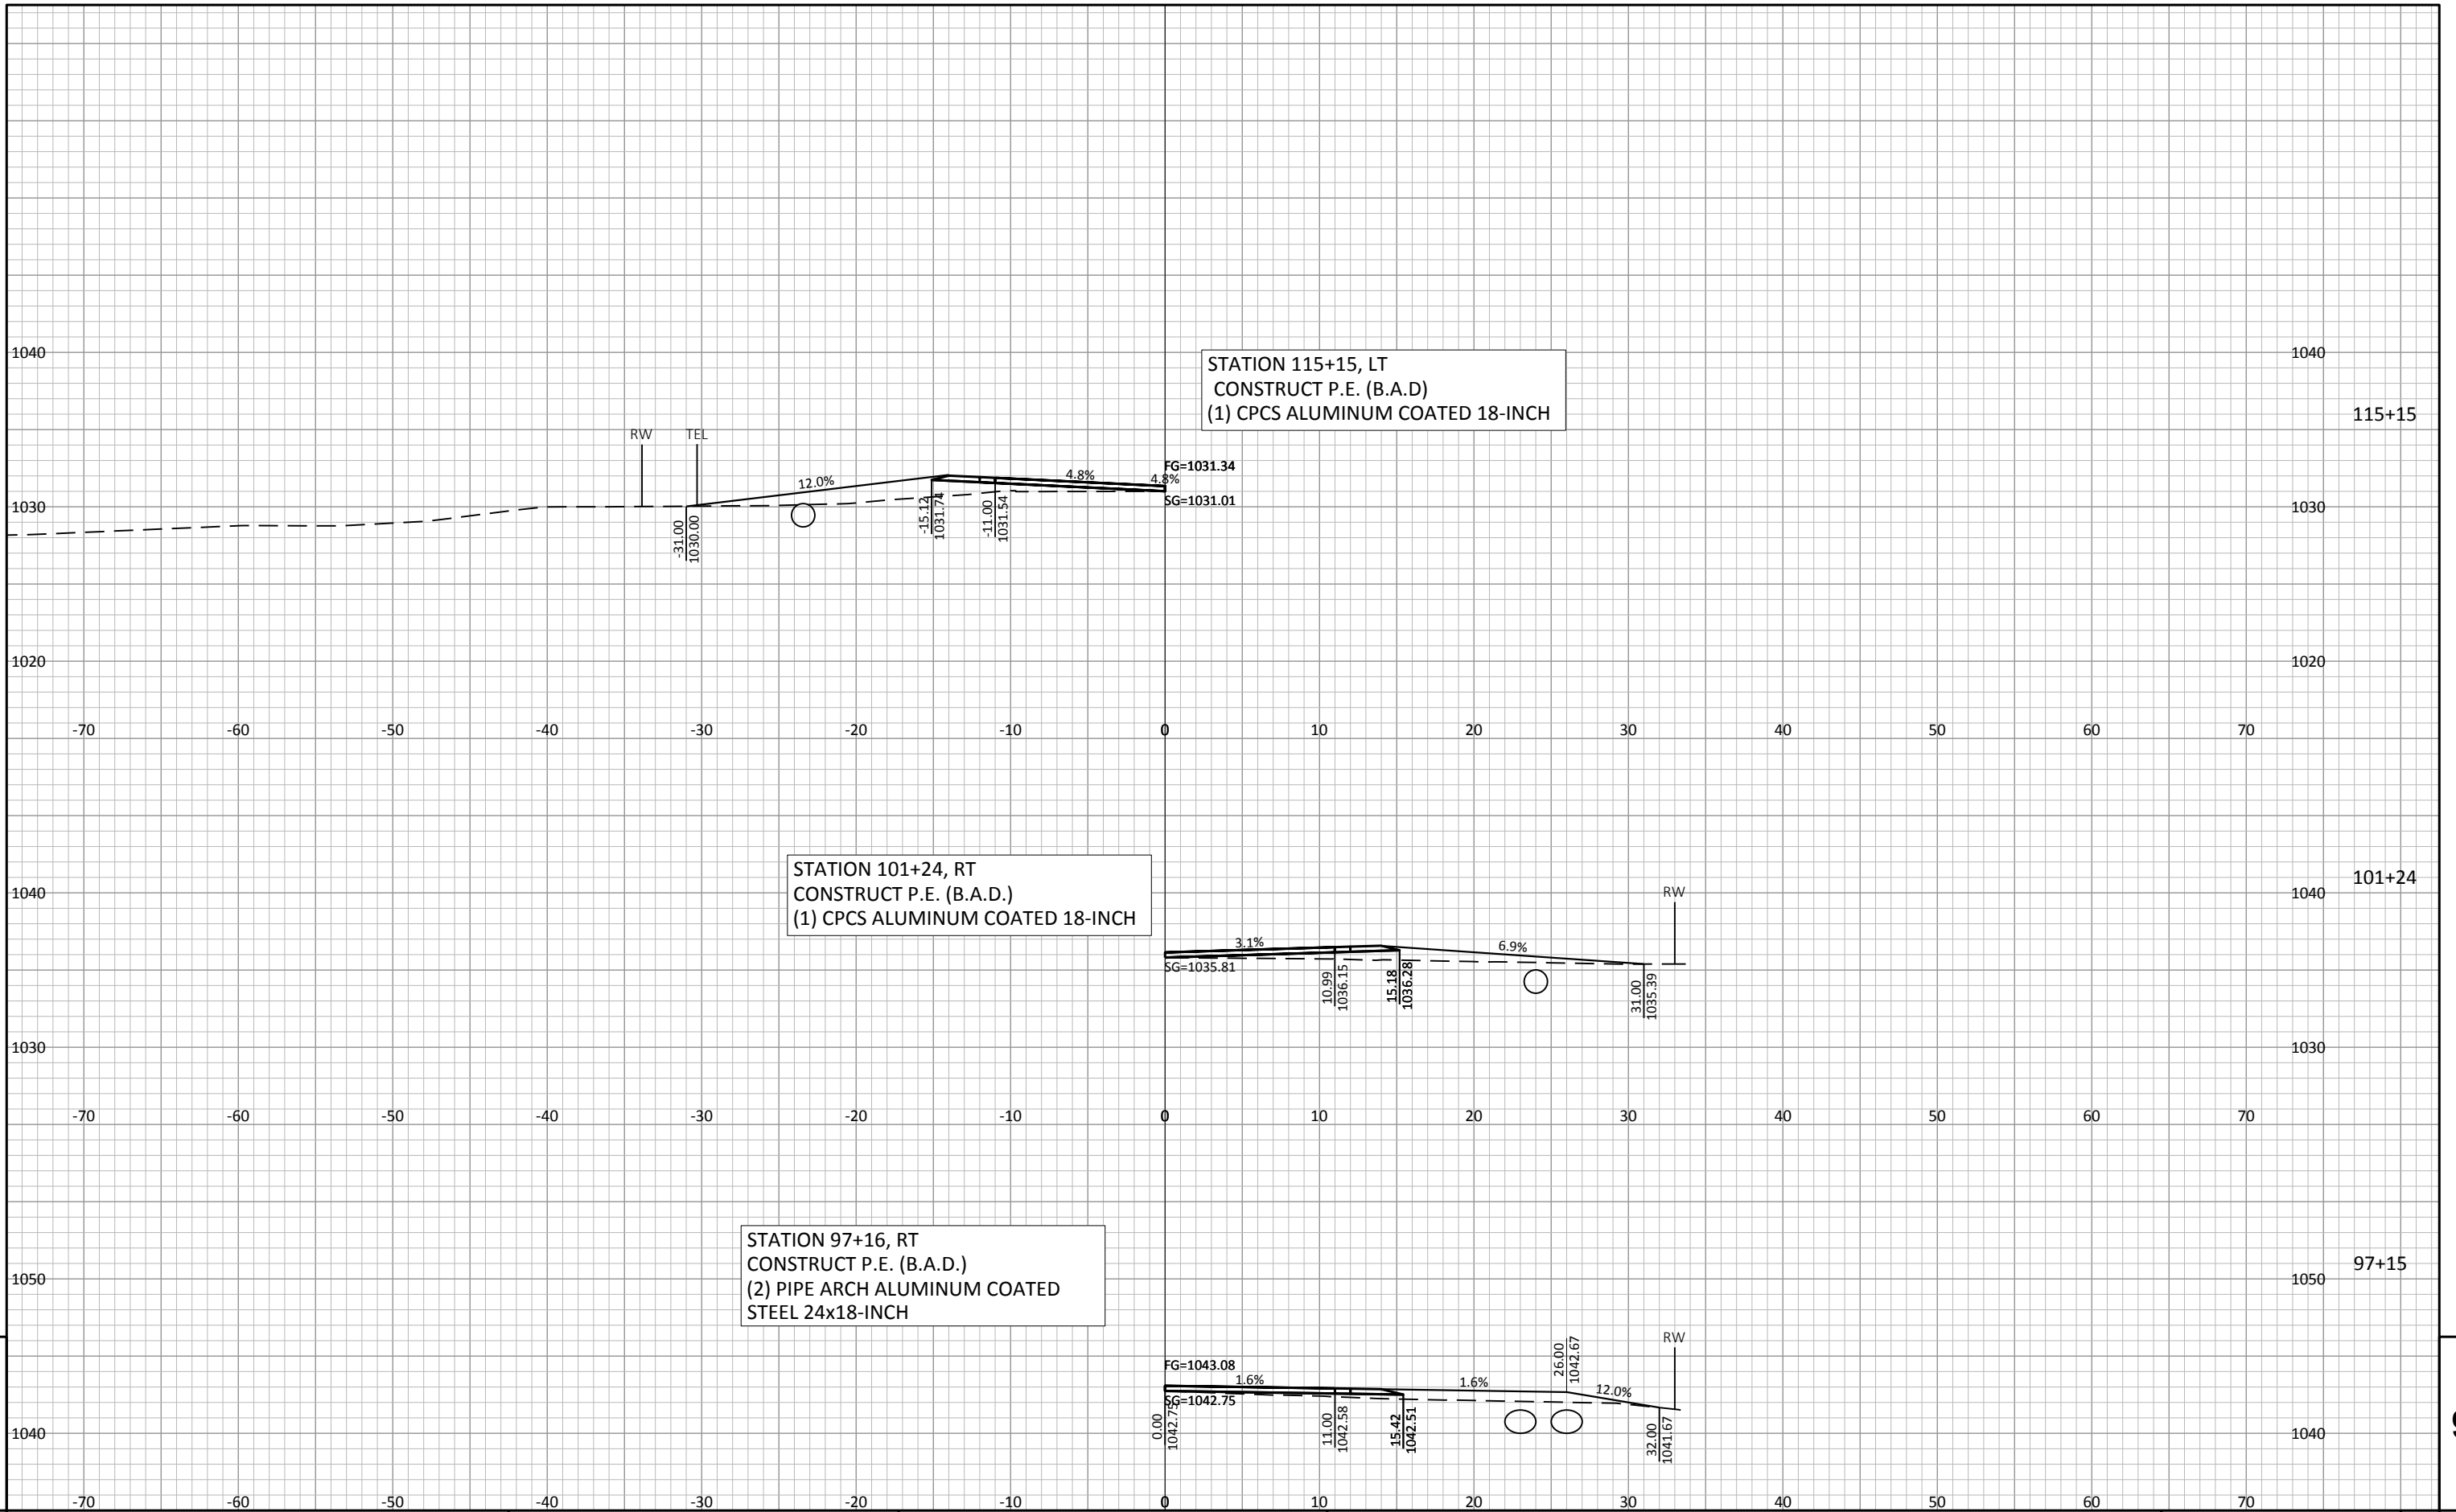 1040
1040
STATION 115+15, LT
CONSTRUCT P.E. (B.A.D)
(1) CPCS ALUMINUM COATED 18-INCH
115+15
RW
TEL
12.0%
4.8%
4.8%
FG=1031.34
SG=1031.01
1030
1030
-31.00
1030.00
-15.12
1031.74
-11.00
1031.54
1020
1020
-70 -60 -50 -40 -30 -20 -10 0 10 20 30 40 50 60 70
STATION 101+24, RT
CONSTRUCT P.E. (B.A.D.)
(1) CPCS ALUMINUM COATED 18-INCH
1040
1040
101+24
RW
3.1%
6.9%
SG=1035.81
10.99
1036.15
15.18
1036.28
31.00
1035.39
1030
1030
-70 -60 -50 -40 -30 -20 -10 0 10 20 30 40 50 60 70
STATION 97+16, RT
CONSTRUCT P.E. (B.A.D.)
(2) PIPE ARCH ALUMINUM COATED
STEEL 24x18-INCH
1050
1050
97+15
RW
26.00
1042.67
FG=1043.08
1.6%
1.6%
12.0%
SG=1042.75
0.00
1042.75
11.00
1042.58
15.42
1042.51
32.00
1041.67
1040
1040
-70 -60 -50 -40 -30 -20 -10 0 10 20 30 40 50 60 70